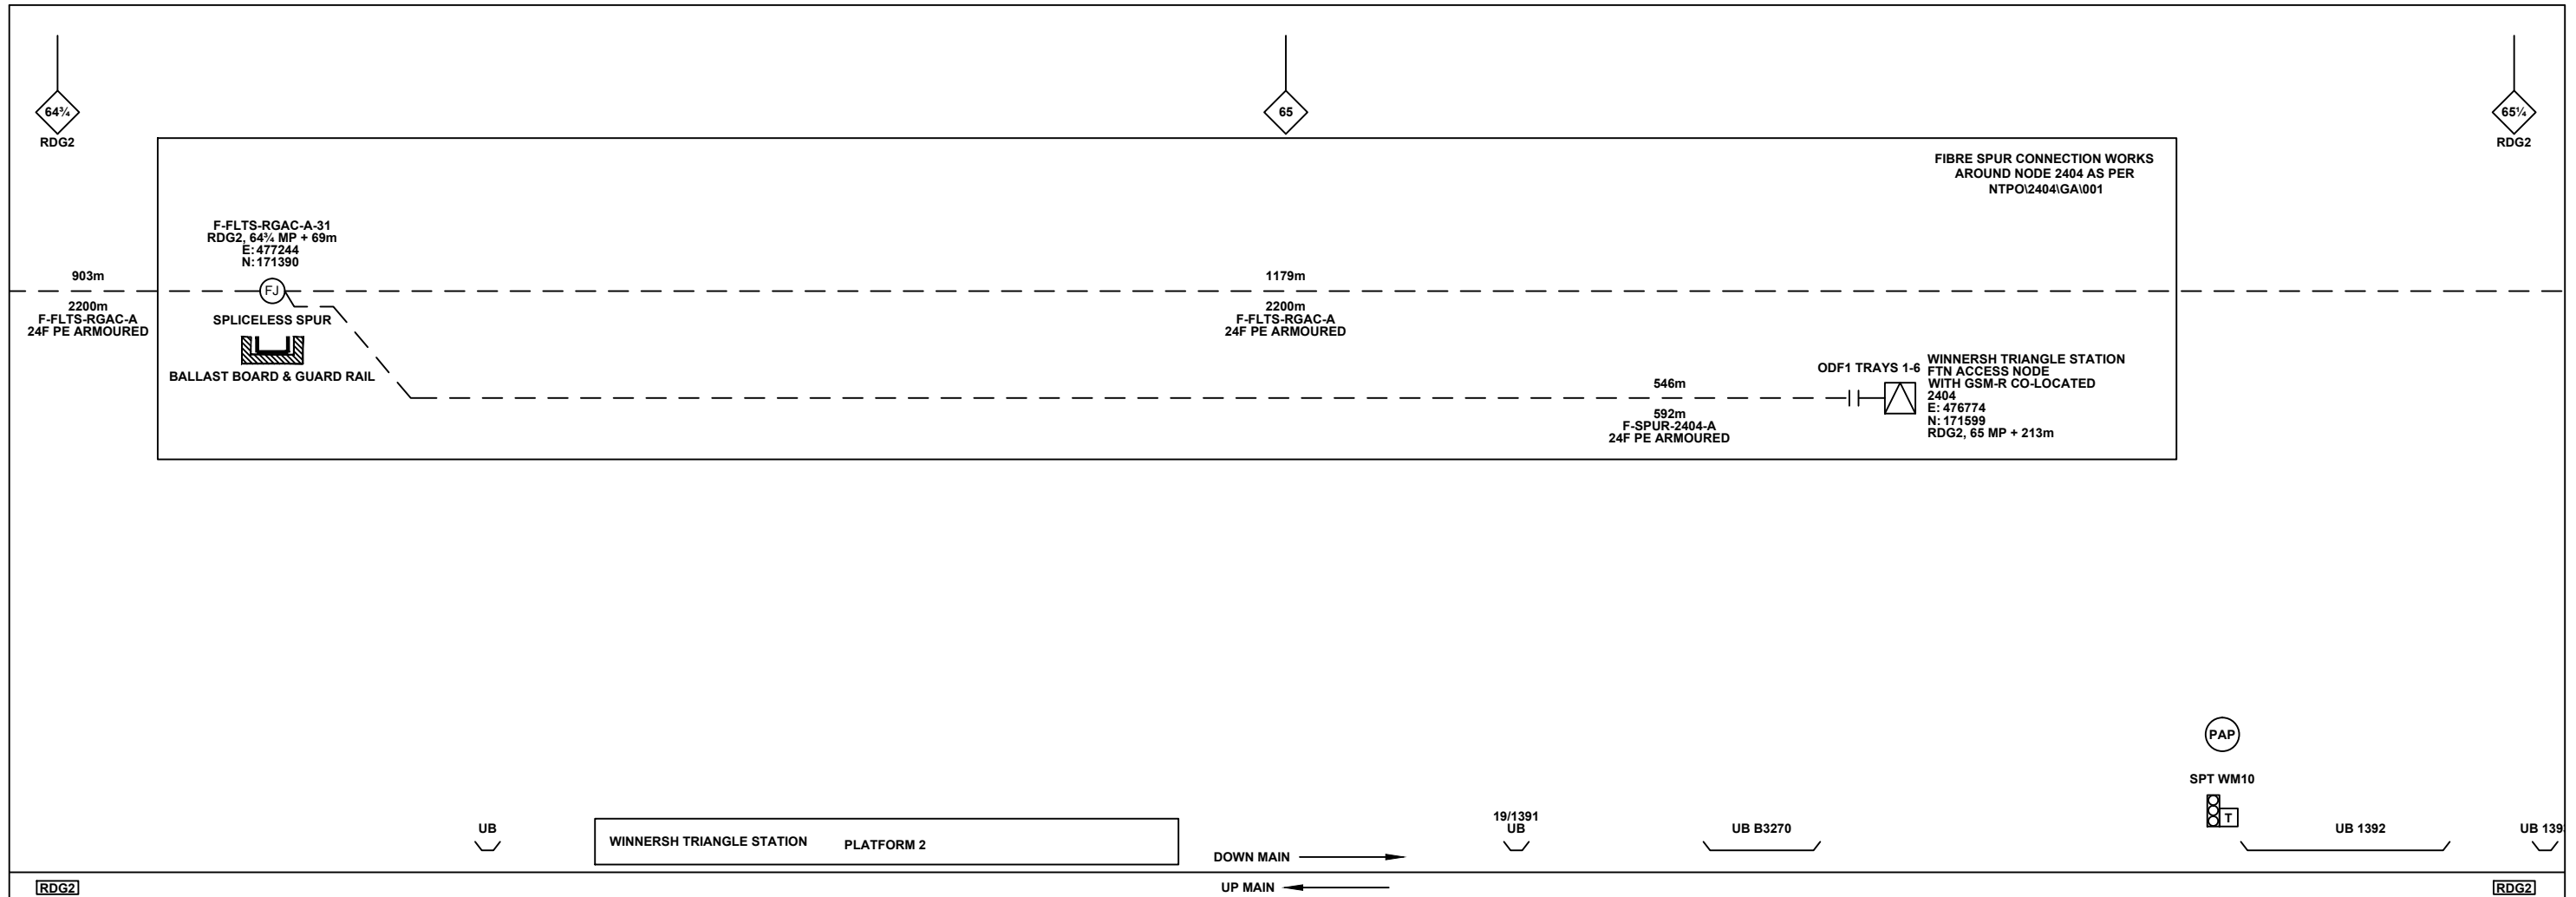 64¾
RDG2
65
65¼
RDG2
FIBRE SPUR CONNECTION WORKS
AROUND NODE 2404 AS PER
NTPO\2404\GA\001
F-FLTS-RGAC-A-31
RDG2, 64¾ MP + 69m
E: 477244
N: 171390
903m
2200m
F-FLTS-RGAC-A
24F PE ARMOURED
FJ
SPLICELESS SPUR
BALLAST BOARD & GUARD RAIL
1179m
2200m
F-FLTS-RGAC-A
24F PE ARMOURED
546m
592m
F-SPUR-2404-A
24F PE ARMOURED
ODF1 TRAYS 1-6
WINNERSH TRIANGLE STATION
FTN ACCESS NODE
WITH GSM-R CO-LOCATED
2404
E: 476774
N: 171599
RDG2, 65 MP + 213m
PAP
SPT WM10
T
UB
WINNERSH TRIANGLE STATION PLATFORM 2
19/1391
UB
UB B3270
UB 1392
UB 139
DOWN MAIN
UP MAIN
RDG2
RDG2